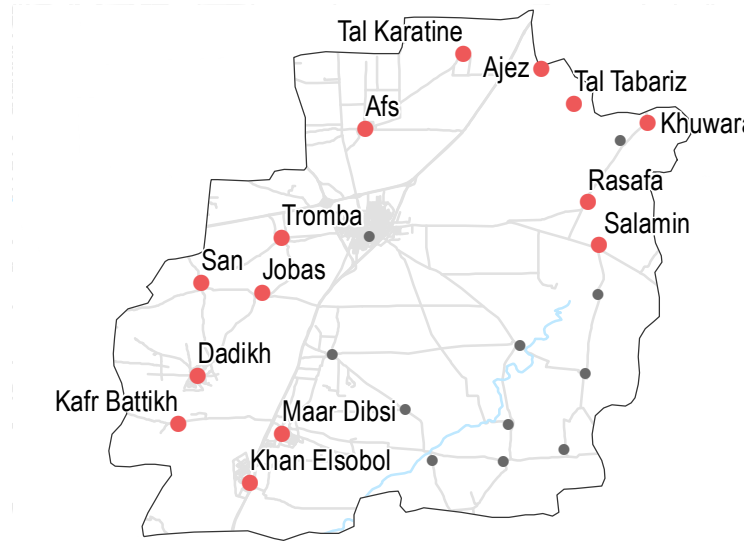 Tal Karatine
Ajez
Tal Tabariz
Afs
Khuwara
Rasafa
Tromba
Salamin
San
Jobas
Dadikh
Kafr Battikh
Maar Dibsi
Khan Elsobol